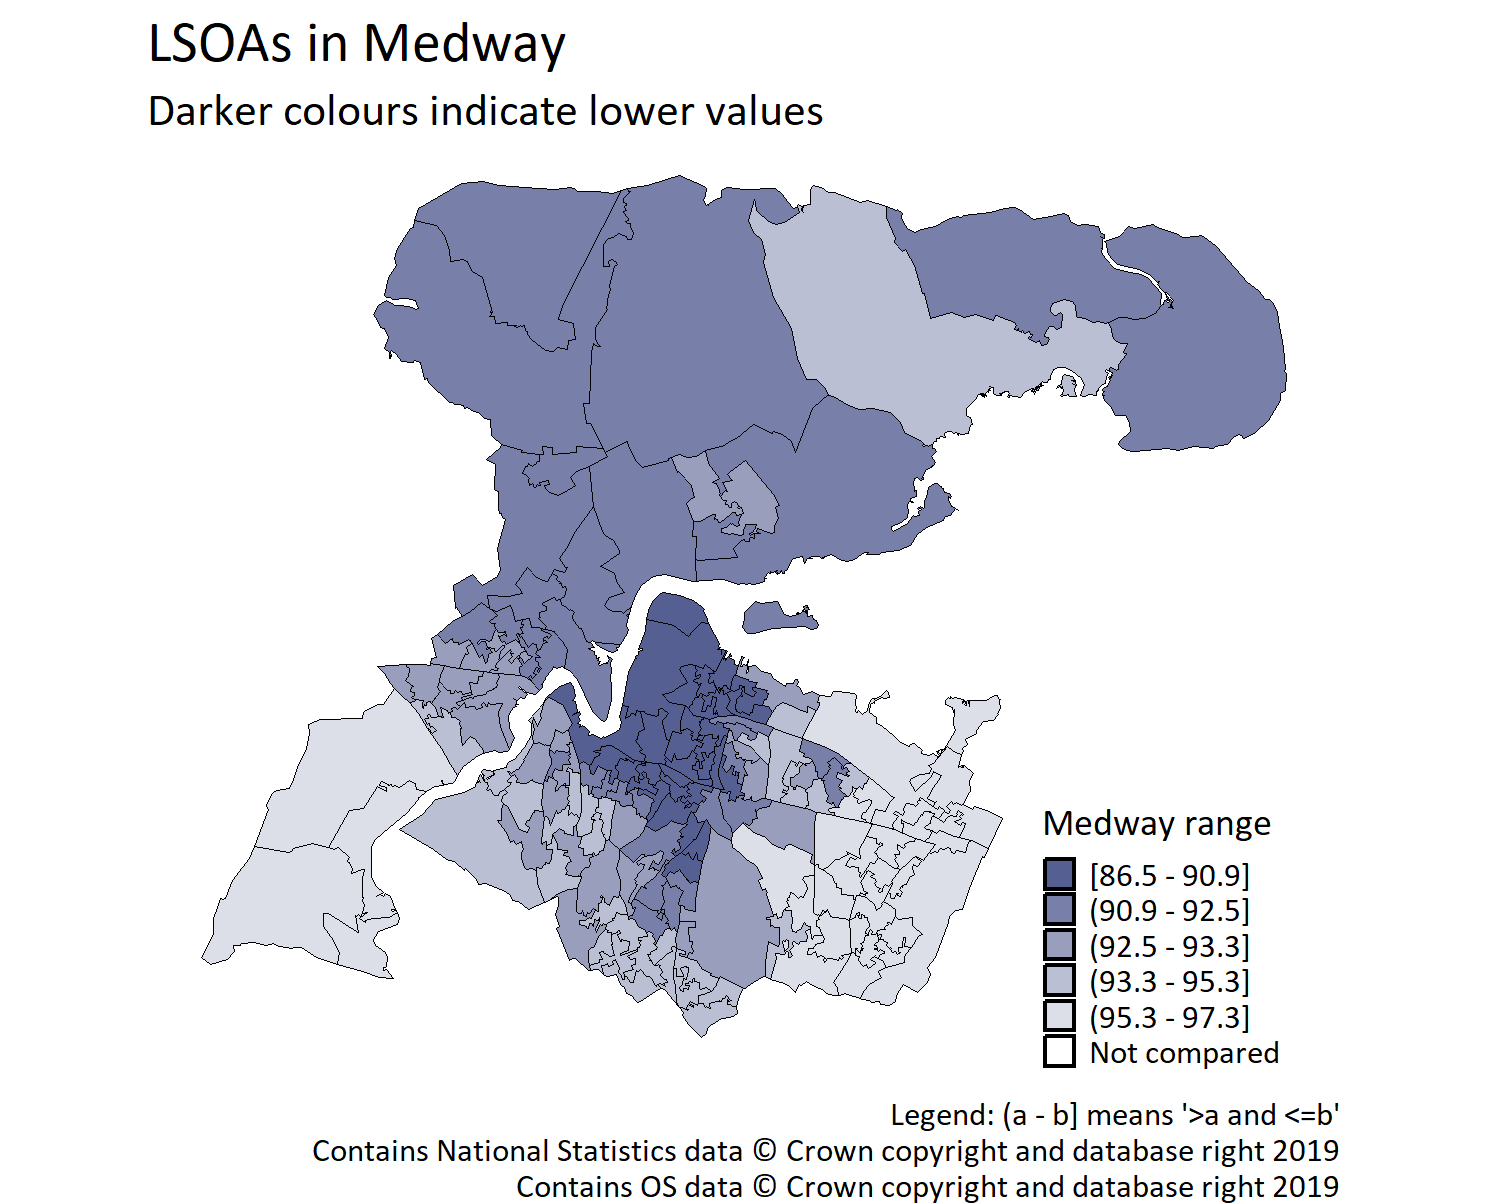 LSOAs in Medway
Darker colours indicate lower values
Medway range
[86.5 - 90.9]
(90.9 - 92.5]
(92.5 - 93.3]
(93.3 - 95.3]
(95.3 - 97.3]
Not compared
Legend: (a - b] means '>a and <=b'
Contains National Statistics data © Crown copyright and database right 2019
Contains OS data © Crown copyright and database right 2019